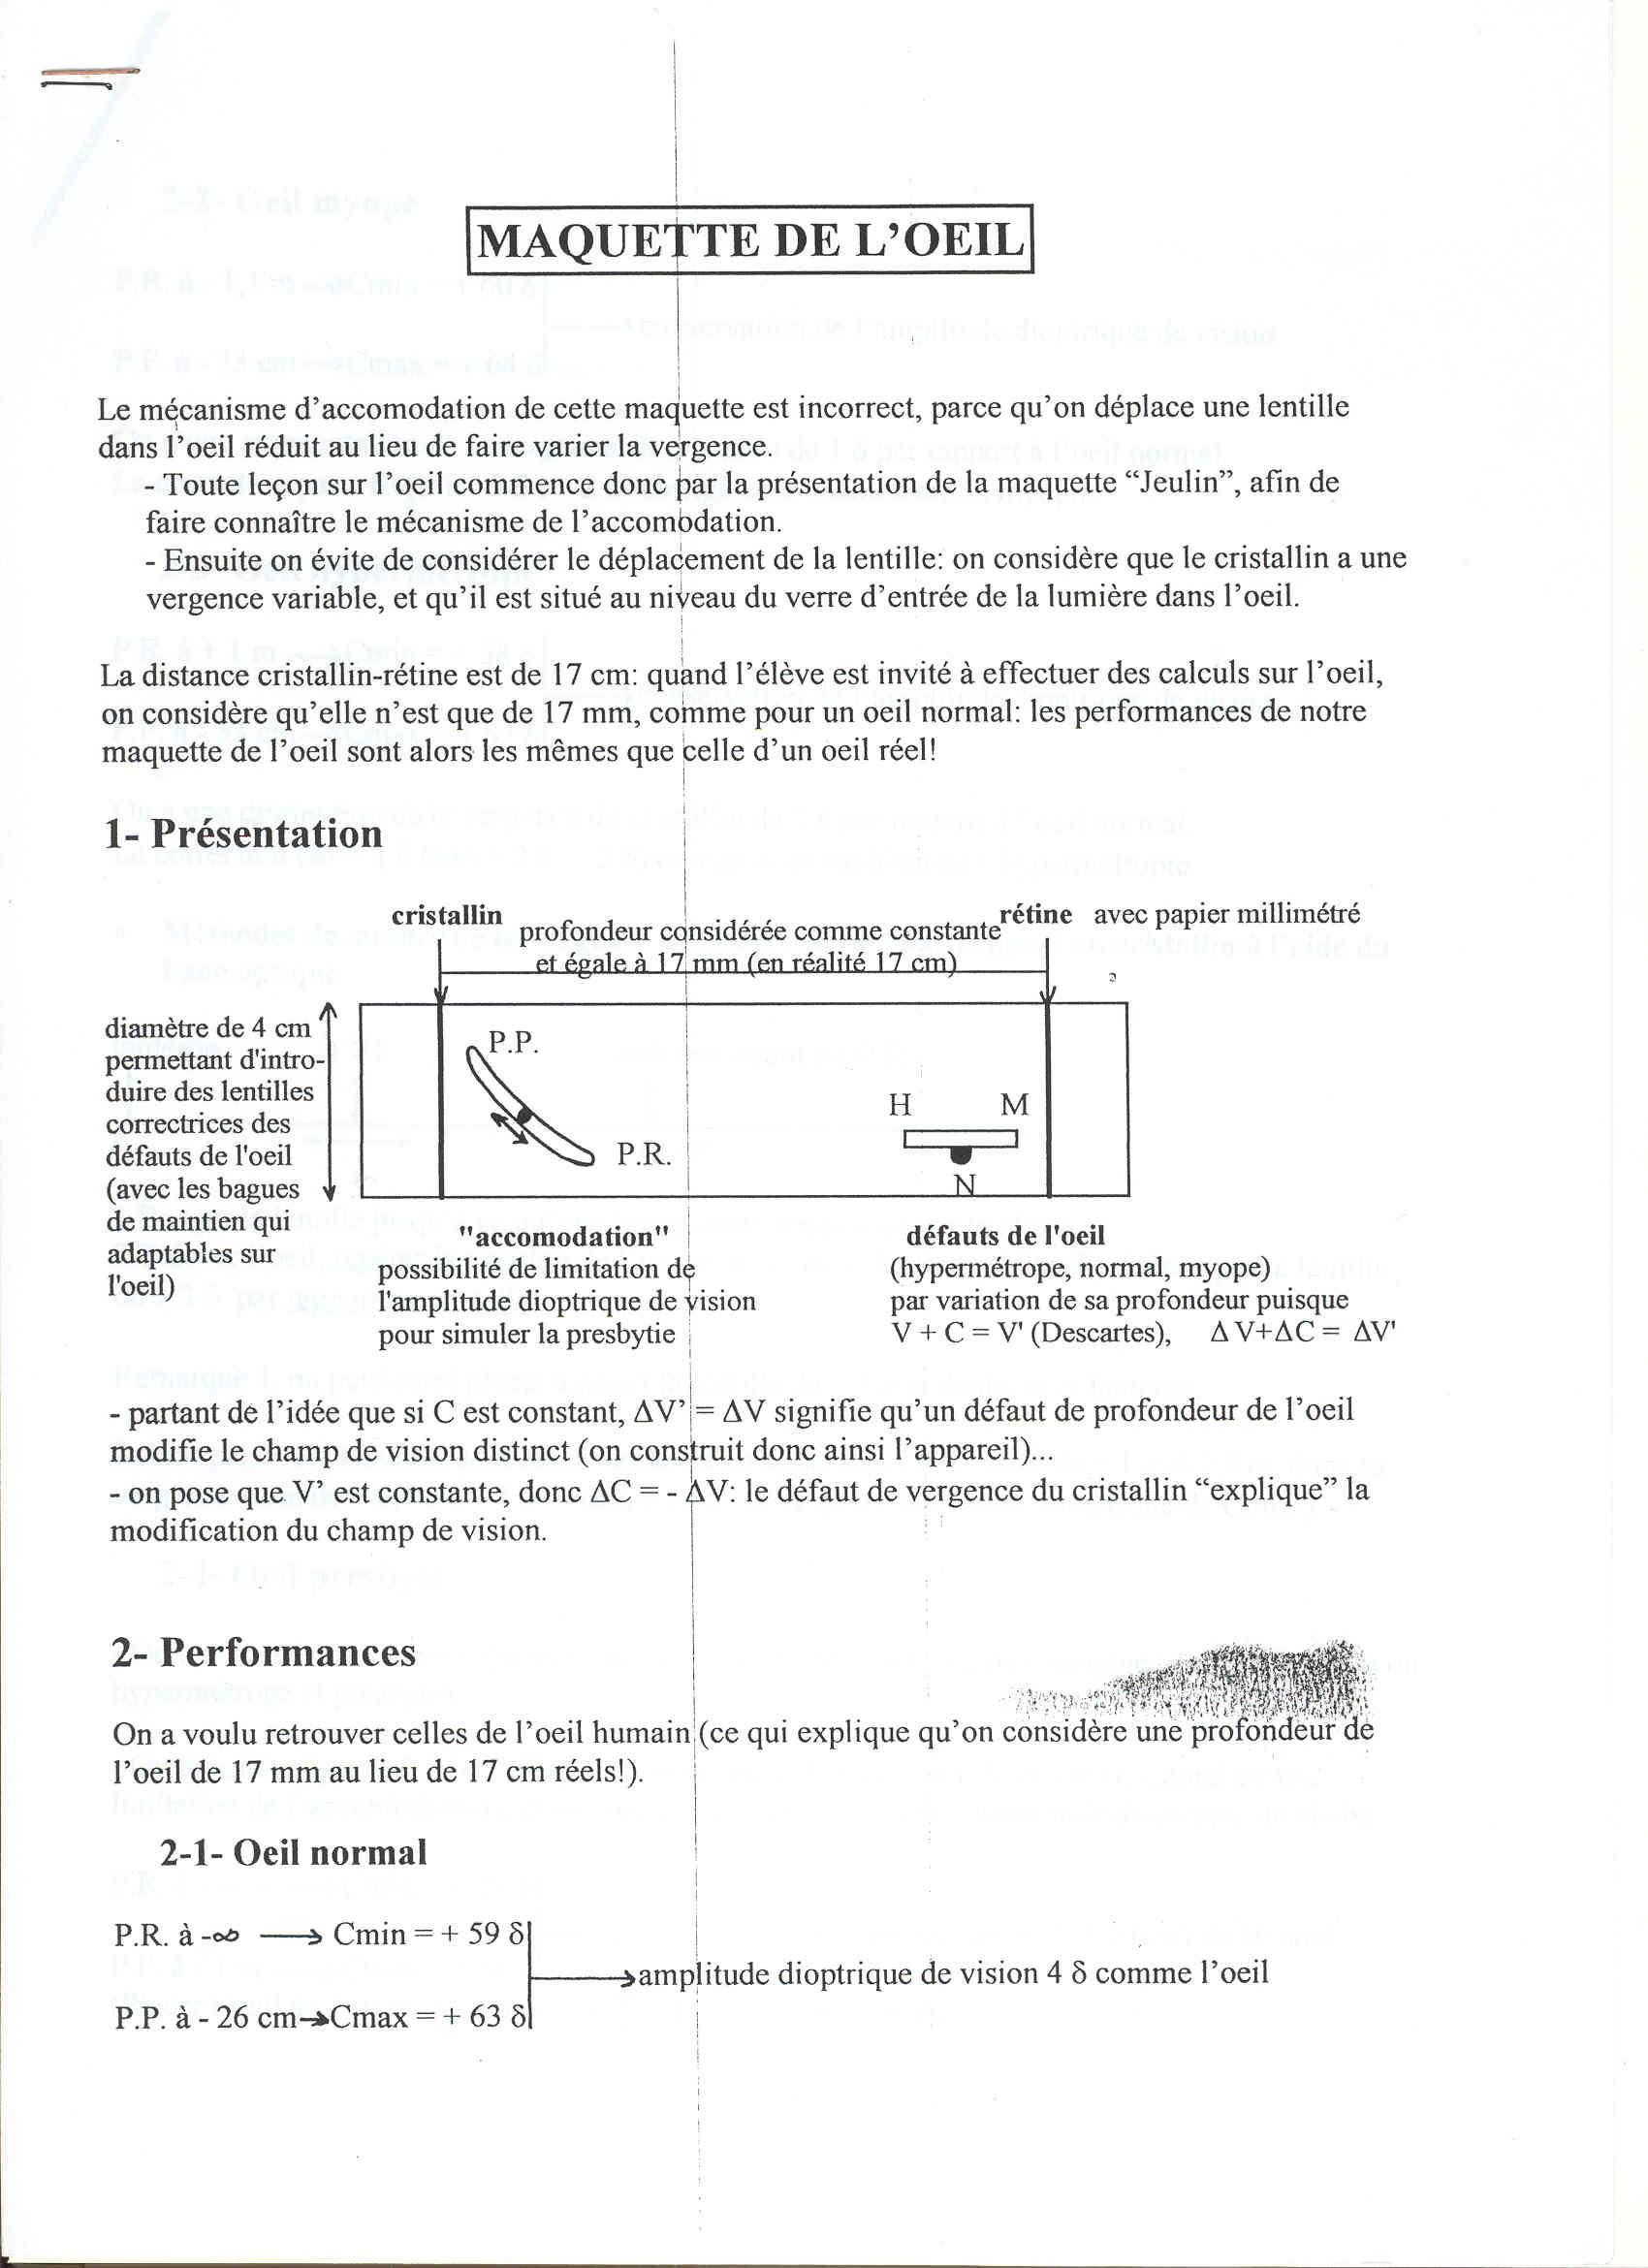 MAQUETTE DE L'OEIL
Le mécanisme d'accomodation de cette maquette est incorrect, parce qu'on déplace une lentille
dans l'oeil réduit au lieu de faire varier la vergence.
- Toute leçon sur l'oeil commence donc par la présentation de la maquette “Jeulin”, afin de
faire connaître le mécanisme de l'accomodation.
- Ensuite on évite de considérer le déplacement de la lentille: on considère que le cristallin a une
vergence variable, et qu'il est situé au niveau du verre d'entrée de la lumière dans l'oeil.
La distance cristallin-rétine est de 17 cm: quand l'élève est invité à effectuer des calculs sur l'oeil,
on considère qu'elle n'est que de 17 mm, comme pour un oeil normal: les performances de notre
maquette de l'oeil sont alors les mêmes que celle d'un oeil réel!
1- Présentation
cristallin
profondeur considérée comme constante
et égale à 17 mm (en réalité 17 cm)
rétine avec papier millimétré
diamètre de 4 cm
permettant d'intro-
duire des lentilles
correctrices des
défauts de l'oeil
(avec les bagues
de maintien qui
adaptables sur
l'oeil)
P.P.
P.R.
H M
N
"accomodation"
possibilité de limitation de
l'amplitude dioptrique de vision
pour simuler la presbytie
défauts de l'oeil
(hypermétrope, normal, myope)
par variation de sa profondeur puisque
V + C = V' (Descartes), Δ V+ΔC = ΔV'
- partant de l'idée que si C est constant, ΔV' = ΔV signifie qu'un défaut de profondeur de l'oeil
modifie le champ de vision distinct (on construit donc ainsi l'appareil)...
- on pose que V' est constante, donc ΔC = - ΔV: le défaut de vergence du cristallin “explique” la
modification du champ de vision.
2- Performances
On a voulu retrouver celles de l'oeil humain (ce qui explique qu'on considère une profondeur de
l'oeil de 17 mm au lieu de 17 cm réels!).
2-1- Oeil normal
P.R. à -∞ → Cmin = + 59 δ
→amplitude dioptrique de vision 4 δ comme l'oeil
P.P. à - 26 cm→Cmax = + 63 δ